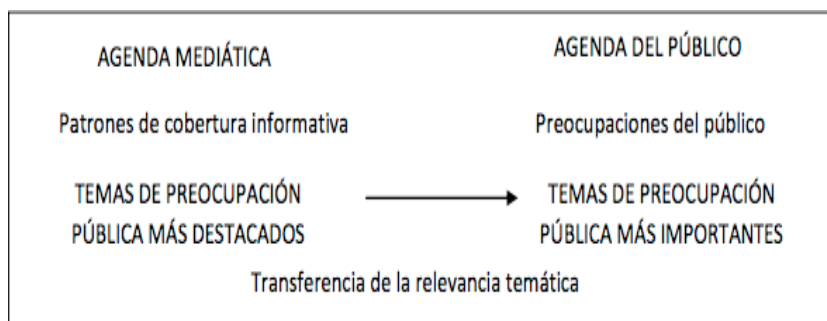 AGENDA MEDIÁTICA
AGENDA DEL PÚBLICO
Patrones de cobertura informativa
Preocupaciones del público
TEMAS DE PREOCUPACIÓN
PÚBLICA MÁS DESTACADOS
TEMAS DE PREOCUPACIÓN
PÚBLICA MÁS IMPORTANTES
Transferencia de la relevancia temática